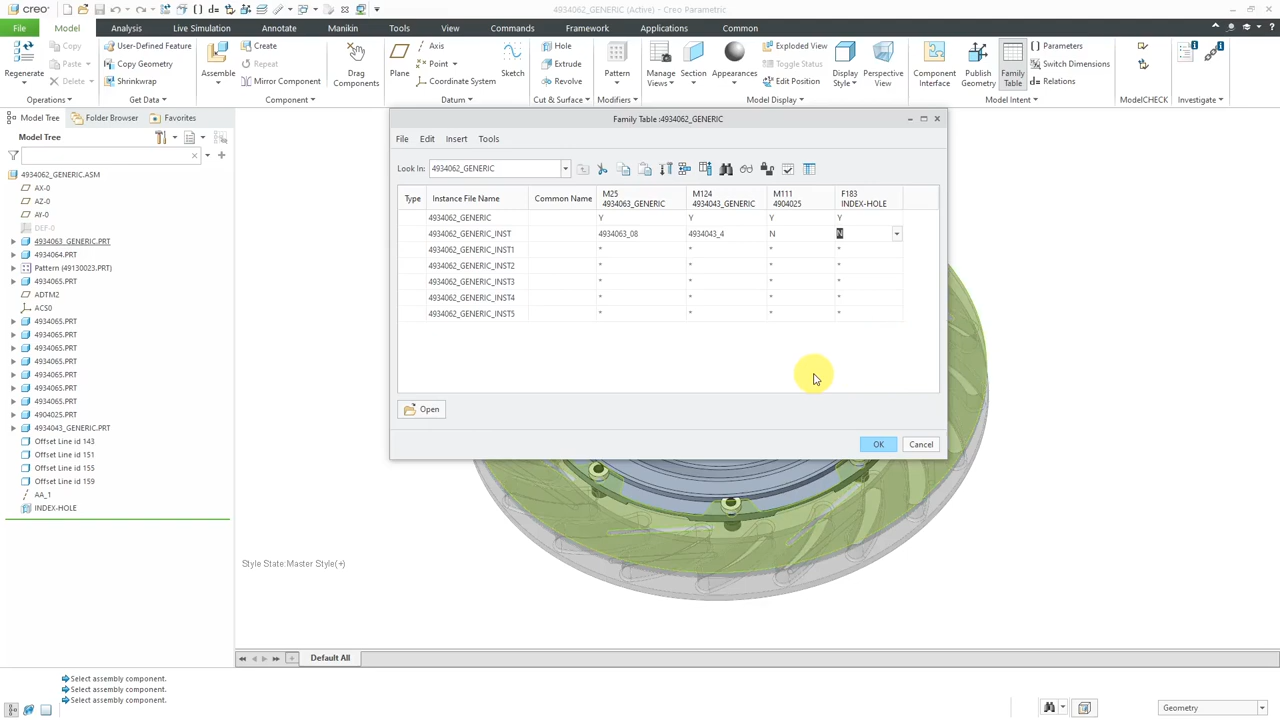 creo
4934062_GENERIC (Active) - Creo Parametric
File Model Analysis Live Simulation Annotate Manikin Tools View Commands Framework Applications Common
Regenerate
Copy
Paste
Delete
Operations
User-Defined Feature
Copy Geometry
Shrinkwrap
Get Data
Assemble
Create
Repeat
Mirror Component
Component
Drag Components
Plane
Axis
Point
Coordinate System
Sketch
Datum
Hole
Extrude
Revolve
Cut & Surface
Pattern
Modifiers
Manage Views
Section
Appearances
Exploded View
Toggle Status
Edit Position
Display Style
Perspective View
Model Display
Component Interface
Publish Geometry
Family Table
Parameters
Switch Dimensions
Relations
Model Intent
ModelCHECK
Investigate
Model Tree Folder Browser Favorites
Model Tree
4934062_GENERIC.ASM
AX-0
AZ-0
AY-0
DEF-0
4934063_GENERIC.PRT
4934064.PRT
Pattern (49130023.PRT)
4934065.PRT
ADTM2
ACS0
4934065.PRT
4934065.PRT
4934065.PRT
4934065.PRT
4934065.PRT
4934065.PRT
4934065.PRT
4904025.PRT
4934043_GENERIC.PRT
Offset Line id 143
Offset Line id 151
Offset Line id 155
Offset Line id 159
AA_1
INDEX-HOLE
Family Table :4934062_GENERIC
File Edit Insert Tools
Look In: 4934062_GENERIC
Type Instance File Name Common Name M25 4934063_GENERIC M124 4934043_GENERIC M111 4904025 F183 INDEX-HOLE
4934062_GENERIC Y Y Y Y
4934062_GENERIC_INST 4934063_08 4934043_4 N N
4934062_GENERIC_INST1 * * * *
4934062_GENERIC_INST2 * * * *
4934062_GENERIC_INST3 * * * *
4934062_GENERIC_INST4 * * * *
4934062_GENERIC_INST5 * * * *
Open
OK Cancel
Style State:Master Style(+)
Default All
Select assembly component.
Select assembly component.
Select assembly component.
Geometry